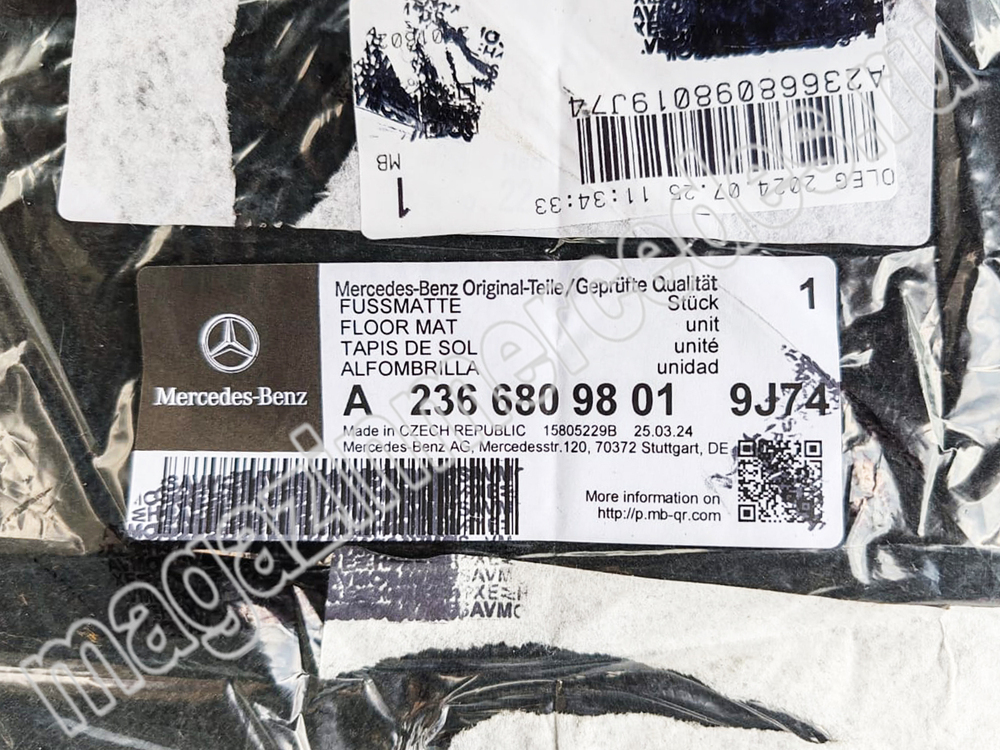 A23668098019J74
OLEG 2024 07.25 11:34:33
1
MB
Mercedes-Benz Original-Teile/Geprüfte Qualität
FUSSMATTE Stück 1
FLOOR MAT unit
TAPIS DE SOL unité
ALFOMBRILLA unidad
Mercedes-Benz
A 236 680 98 01 9J74
Made in CZECH REPUBLIC 15805229B 25.03.24
Mercedes-Benz AG, Mercedesstr.120, 70372 Stuttgart, DE
More information on
http://p.mb-qr.com
magazinmercedes.ru